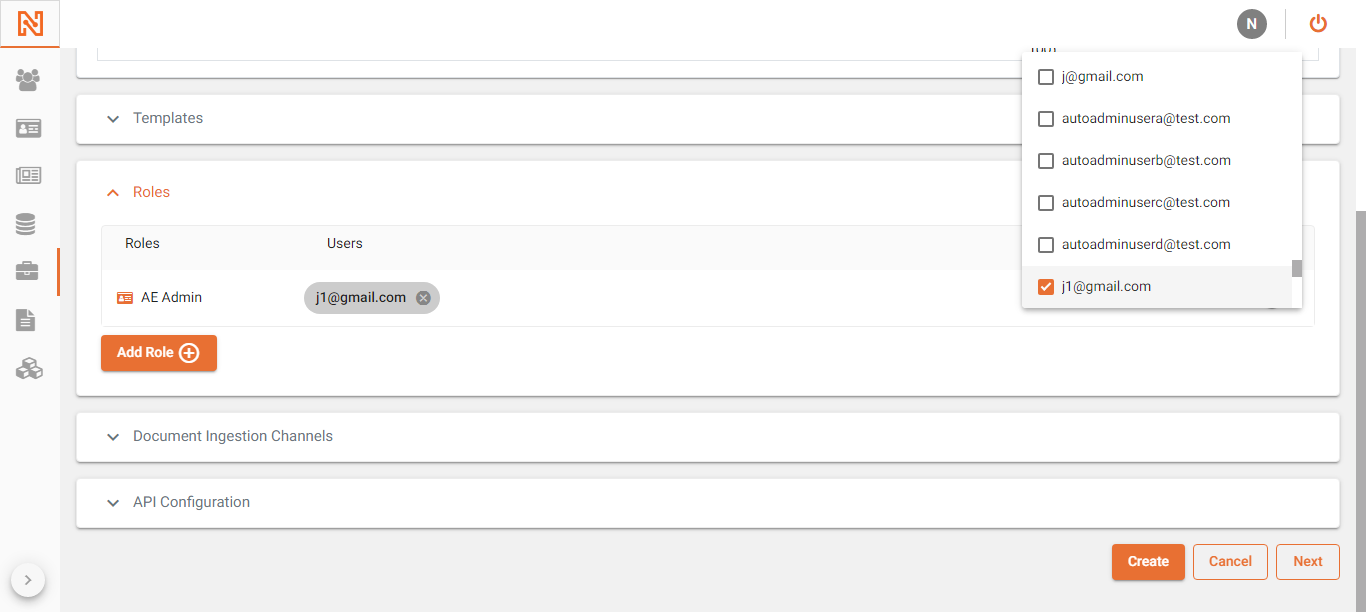 N
j@gmail.com
Templates
autoadminusera@test.com
autoadminuserb@test.com
Roles
autoadminuserc@test.com
Roles
Users
autoadminuserd@test.com
AE Admin
j1@gmail.com
j1@gmail.com
Add Role
Document Ingestion Channels
API Configuration
Create
Cancel
Next